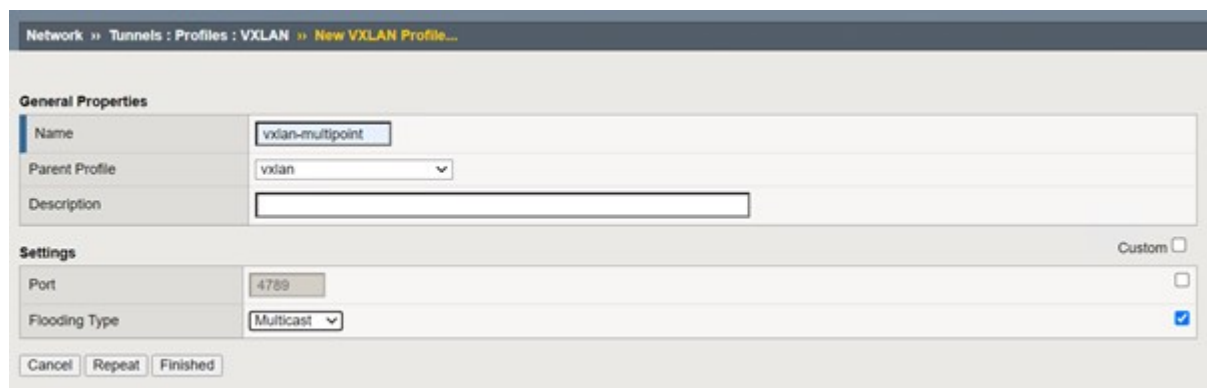 Network » Tunnels : Profiles : VXLAN » New VXLAN Profile...
General Properties
Name vxlan-multipoint
Parent Profile vxlan
Description
Settings Custom
Port 4789
Flooding Type Multicast
Cancel Repeat Finished